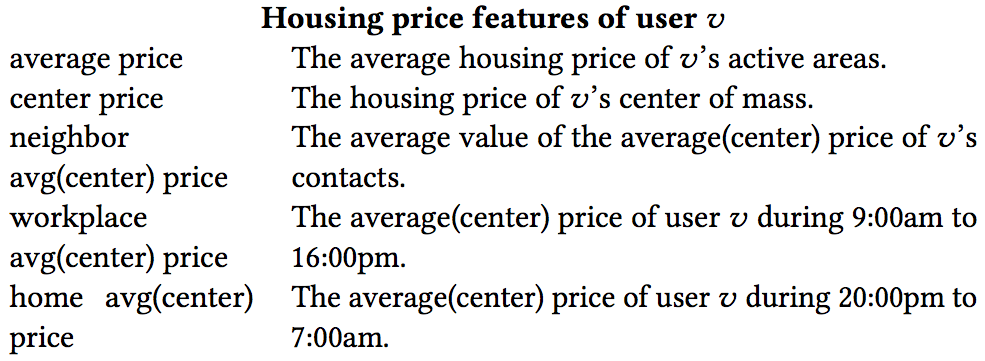 Housing price features of user v
average price The average housing price of v's active areas.
center price The housing price of v's center of mass.
neighbor The average value of the average(center) price of v's
avg(center) price contacts.
workplace The average(center) price of user v during 9:00am to
avg(center) price 16:00pm.
home avg(center) The average(center) price of user v during 20:00pm to
price 7:00am.